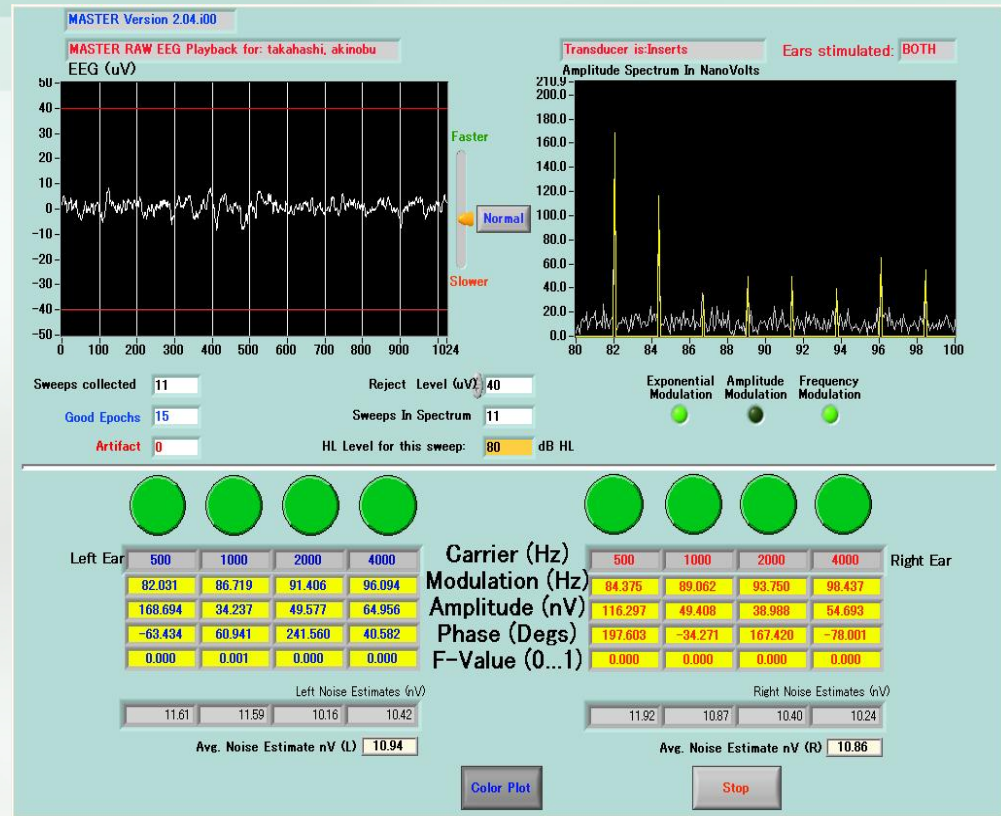 MASTER Version 2.04.i00
MASTER RAW EEG Playback for: takahashi, akinobu
Transducer is:Inserts
Ears stimulated: BOTH
EEG (uV)
50
40
30
20
10
0
-10
-20
-30
-40
-50
0 100 200 300 400 500 600 700 800 900 1024
Faster
Normal
Slower
Amplitude Spectrum In NanoVolts
210.9
200.0
180.0
160.0
140.0
120.0
100.0
80.0
60.0
40.0
20.0
0.0
80 82 84 86 88 90 92 94 96 98 100
Sweeps collected 11
Good Epochs 15
Artifact 0
Reject Level (uV) 40
Sweeps In Spectrum 11
HL Level for this sweep: 80 dB HL
Exponential Modulation
Amplitude Modulation
Frequency Modulation
Left Ear 500 1000 2000 4000 Carrier (Hz) 500 1000 2000 4000 Right Ear
82.031 86.719 91.406 96.094 Modulation (Hz) 84.375 89.062 93.750 98.437
168.694 34.237 49.577 64.956 Amplitude (nV) 116.297 49.408 38.988 54.693
-63.434 60.941 241.560 40.582 Phase (Degs) 197.603 -34.271 167.420 -78.001
0.000 0.001 0.000 0.000 F-Value (0...1) 0.000 0.000 0.000 0.000
Left Noise Estimates (nV)
11.61 11.59 10.16 10.42
Avg. Noise Estimate nV (L) 10.94
Right Noise Estimates (nV)
11.92 10.87 10.40 10.24
Avg. Noise Estimate nV (R) 10.86
Color Plot
Stop